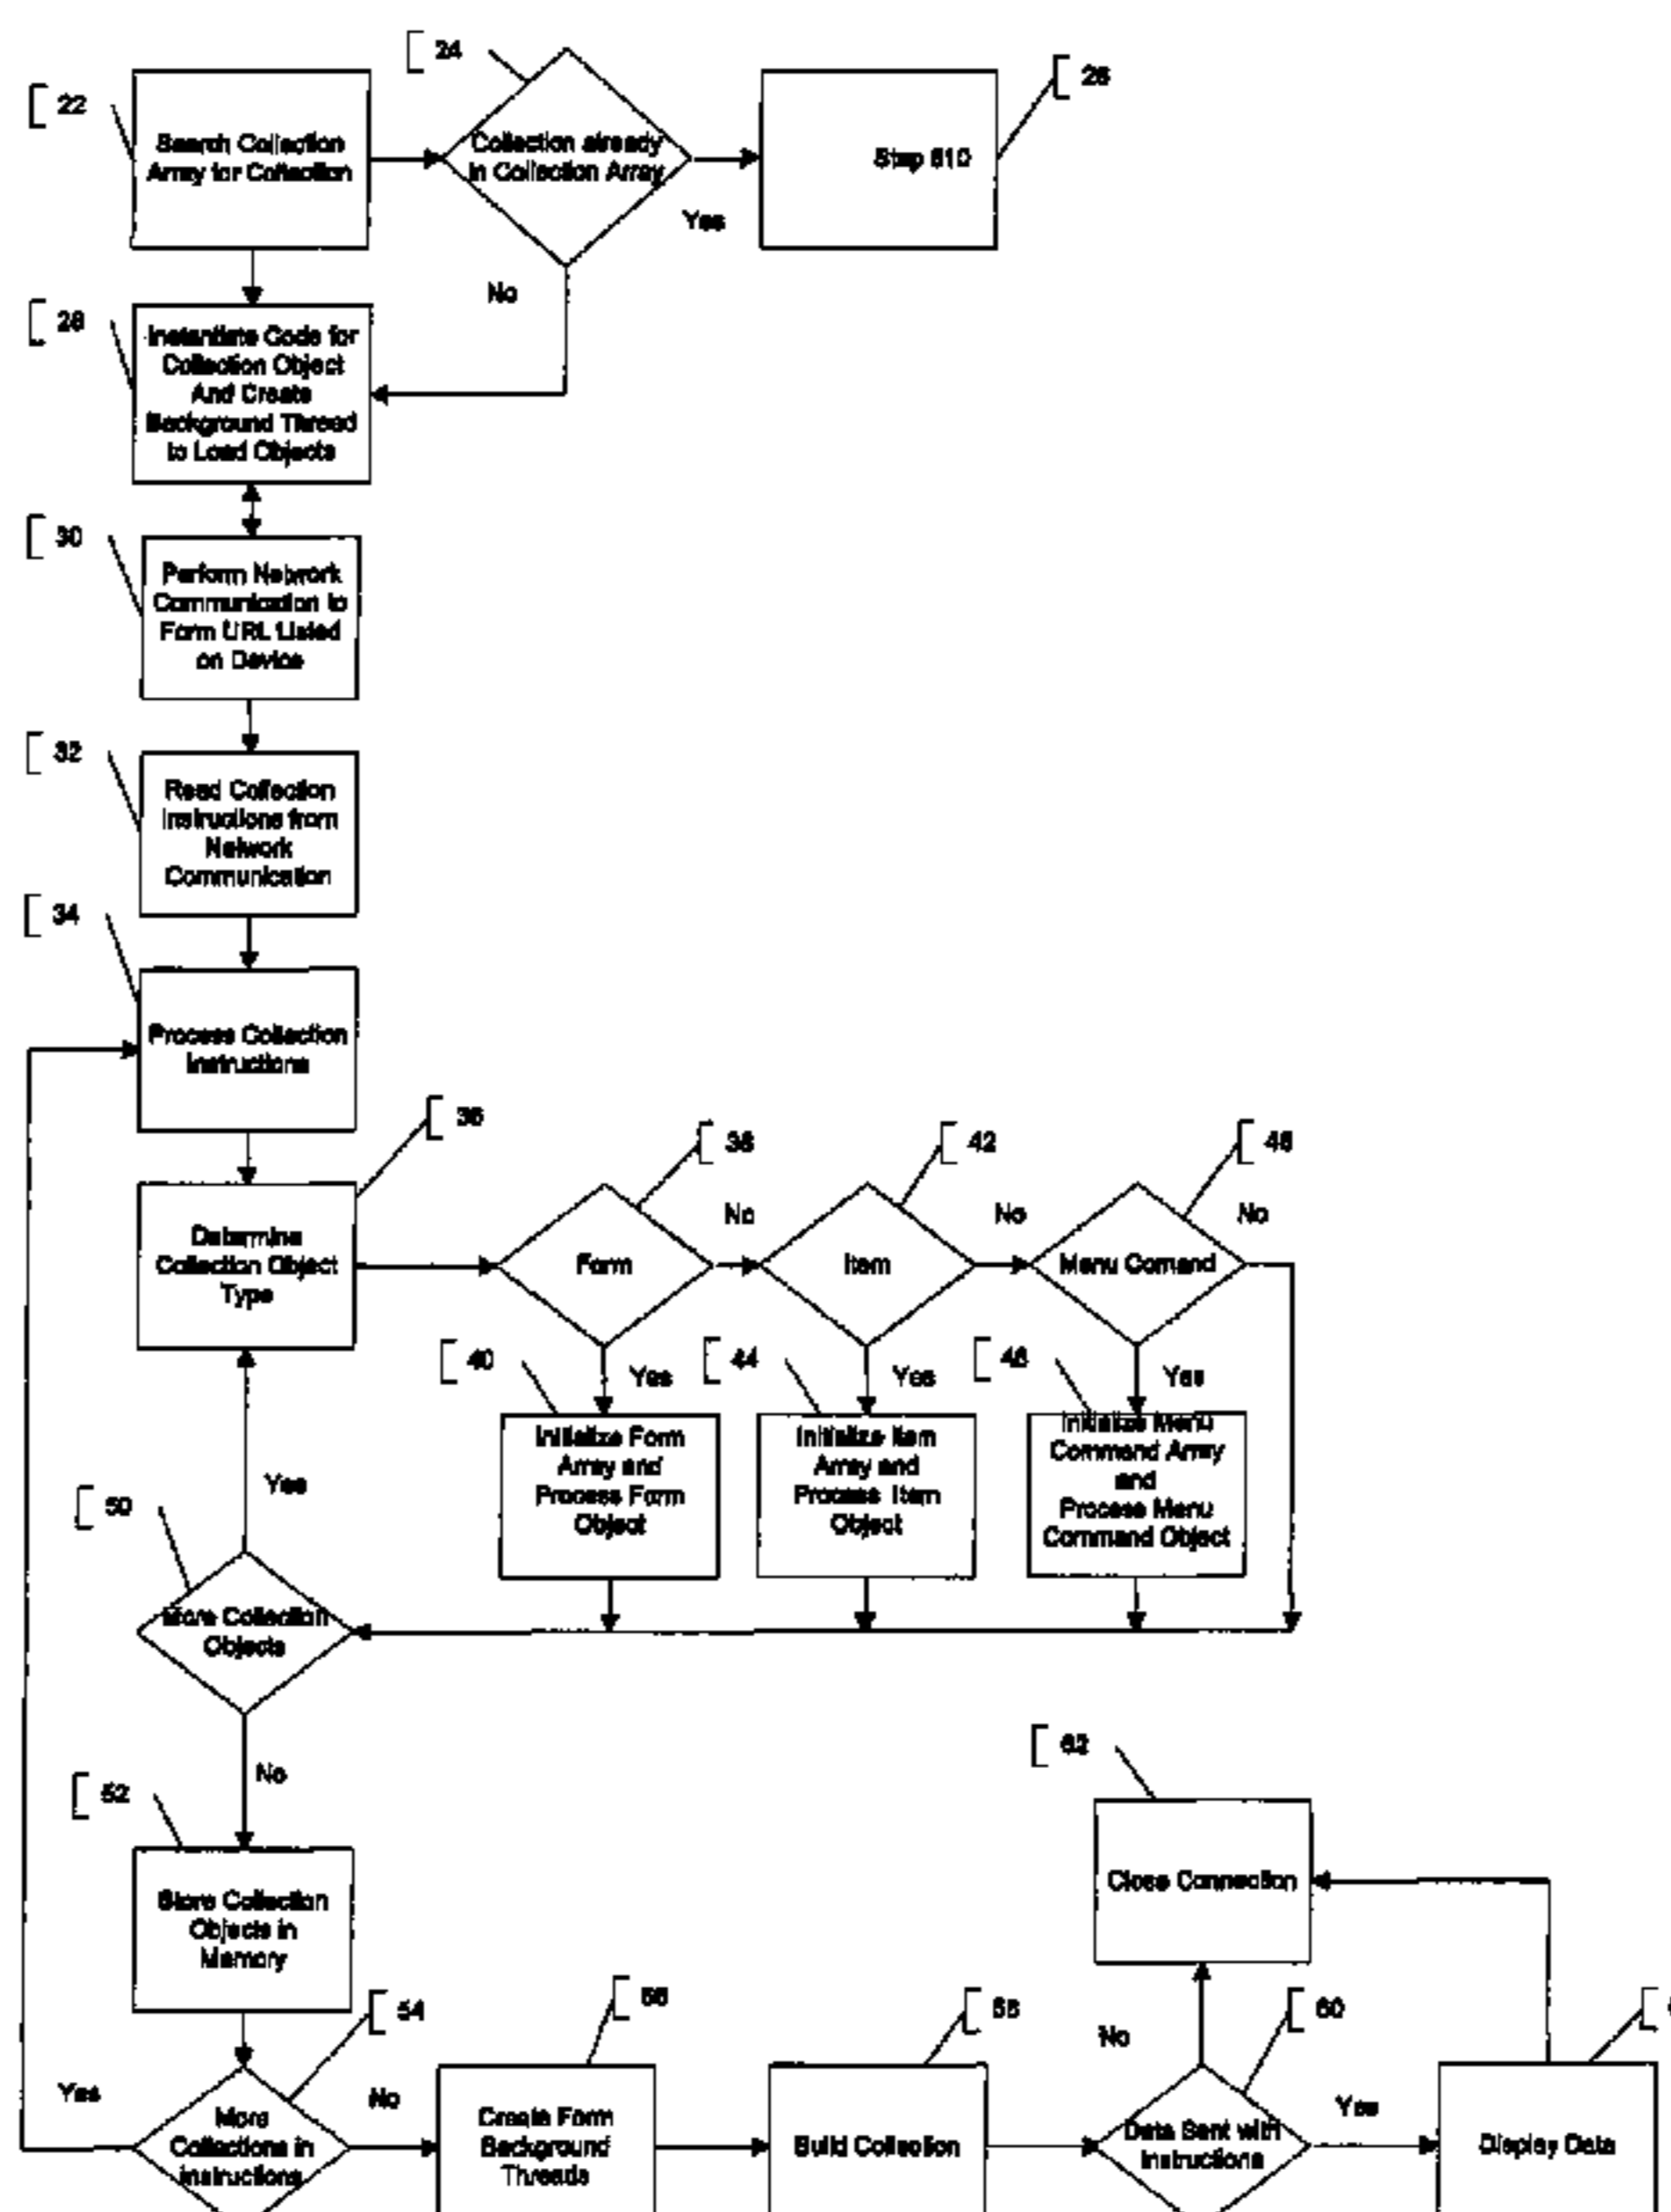 24
22
26
Search Collection
Array for Collection
Collection already
in Collection Array
Step 610
Yes
No
28
Instantiate Code for
Collection Object
And Create
Background Thread
to Load Objects
30
Perform Network
Communication to
Form URL Listed
on Device
32
Read Collection
Instructions from
Network
Communication
34
Process Collection
Instructions
36
38
42
No
No
No
Determine
Collection Object
Type
Form
Item
Menu Comand
40
Yes
44
Yes
Yes
Initialize Form
Array and
Process Form
Object
Initialize Item
Array and
Process Item
Object
Initialize Menu
Command Array
and
Process Menu
Command Object
50
Yes
More Collection
Objects
No
52
62
Store Collection
Objects in
Memory
Close Connection
54
56
58
60
Yes
No
No
Yes
More
Collections in
instructions
Create Form
Background
Threads
Build Collection
Data Sent with
Instructions
Display Data